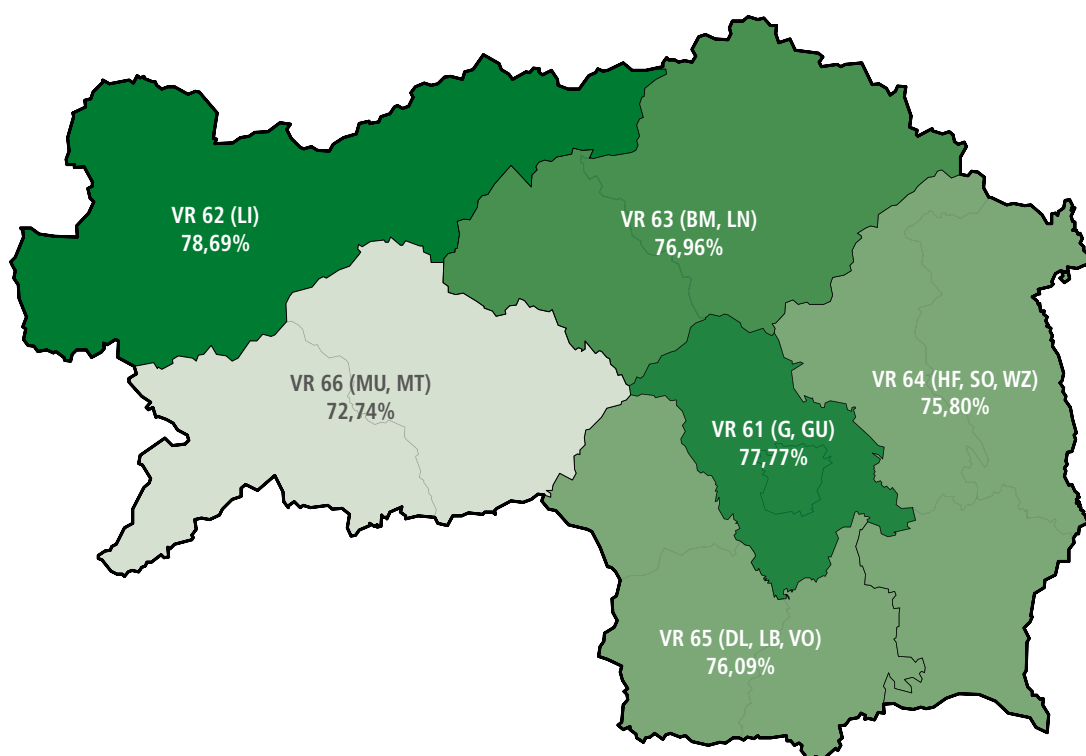 VR 62 (LI)
78,69%
VR 63 (BM, LN)
76,96%
VR 66 (MU, MT)
72,74%
VR 64 (HF, SO, WZ)
75,80%
VR 61 (G, GU)
77,77%
VR 65 (DL, LB, VO)
76,09%